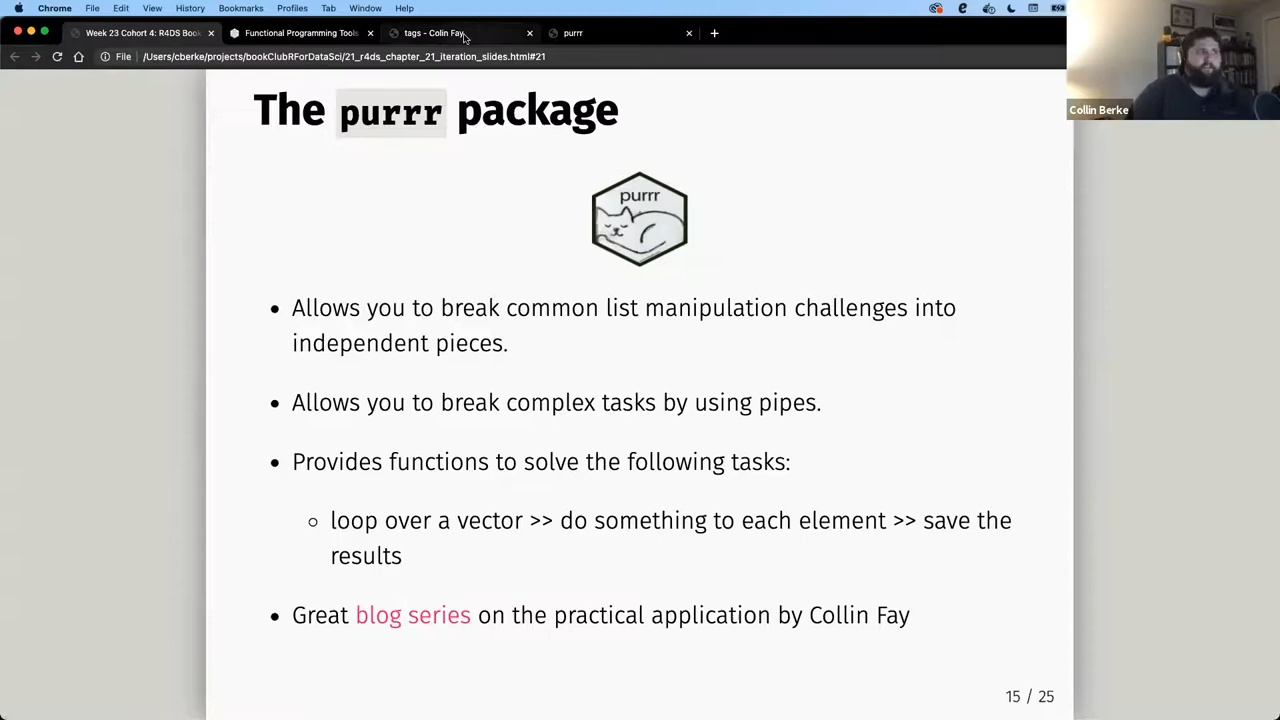 Chrome File Edit View History Bookmarks Profiles Tab Window Help
Week 23 Cohort 4: R4DS Boo
Functional Programming Tools
tags - Colin Fay
purrr
File /Users/cberke/projects/bookClubRForDataSci/21_r4ds_chapter_21_iteration_slides.html#21
Collin Berke
The purrr package
purrr
• Allows you to break common list manipulation challenges into
independent pieces.
• Allows you to break complex tasks by using pipes.
• Provides functions to solve the following tasks:
○ loop over a vector >> do something to each element >> save the
results
• Great blog series on the practical application by Collin Fay
15 / 25